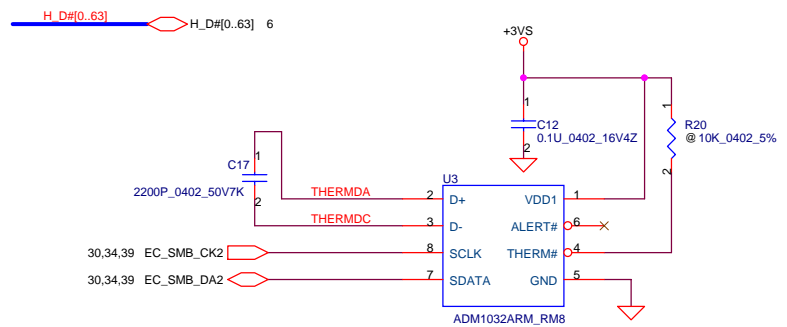 H_D#[0..63]
H_D#[0..63] 6
+3VS
1
C12
0.1U_0402_16V4Z
2
1
R20
@10K_0402_5%
2
C17
1
2200P_0402_50V7K
2
U3
THERMDA
2 D+
VDD1 1
THERMDC
3 D-
ALERT# 6
30,34,39 EC_SMB_CK2
8 SCLK
THERM# 4
30,34,39 EC_SMB_DA2
7 SDATA
GND 5
ADM1032ARM_RM8